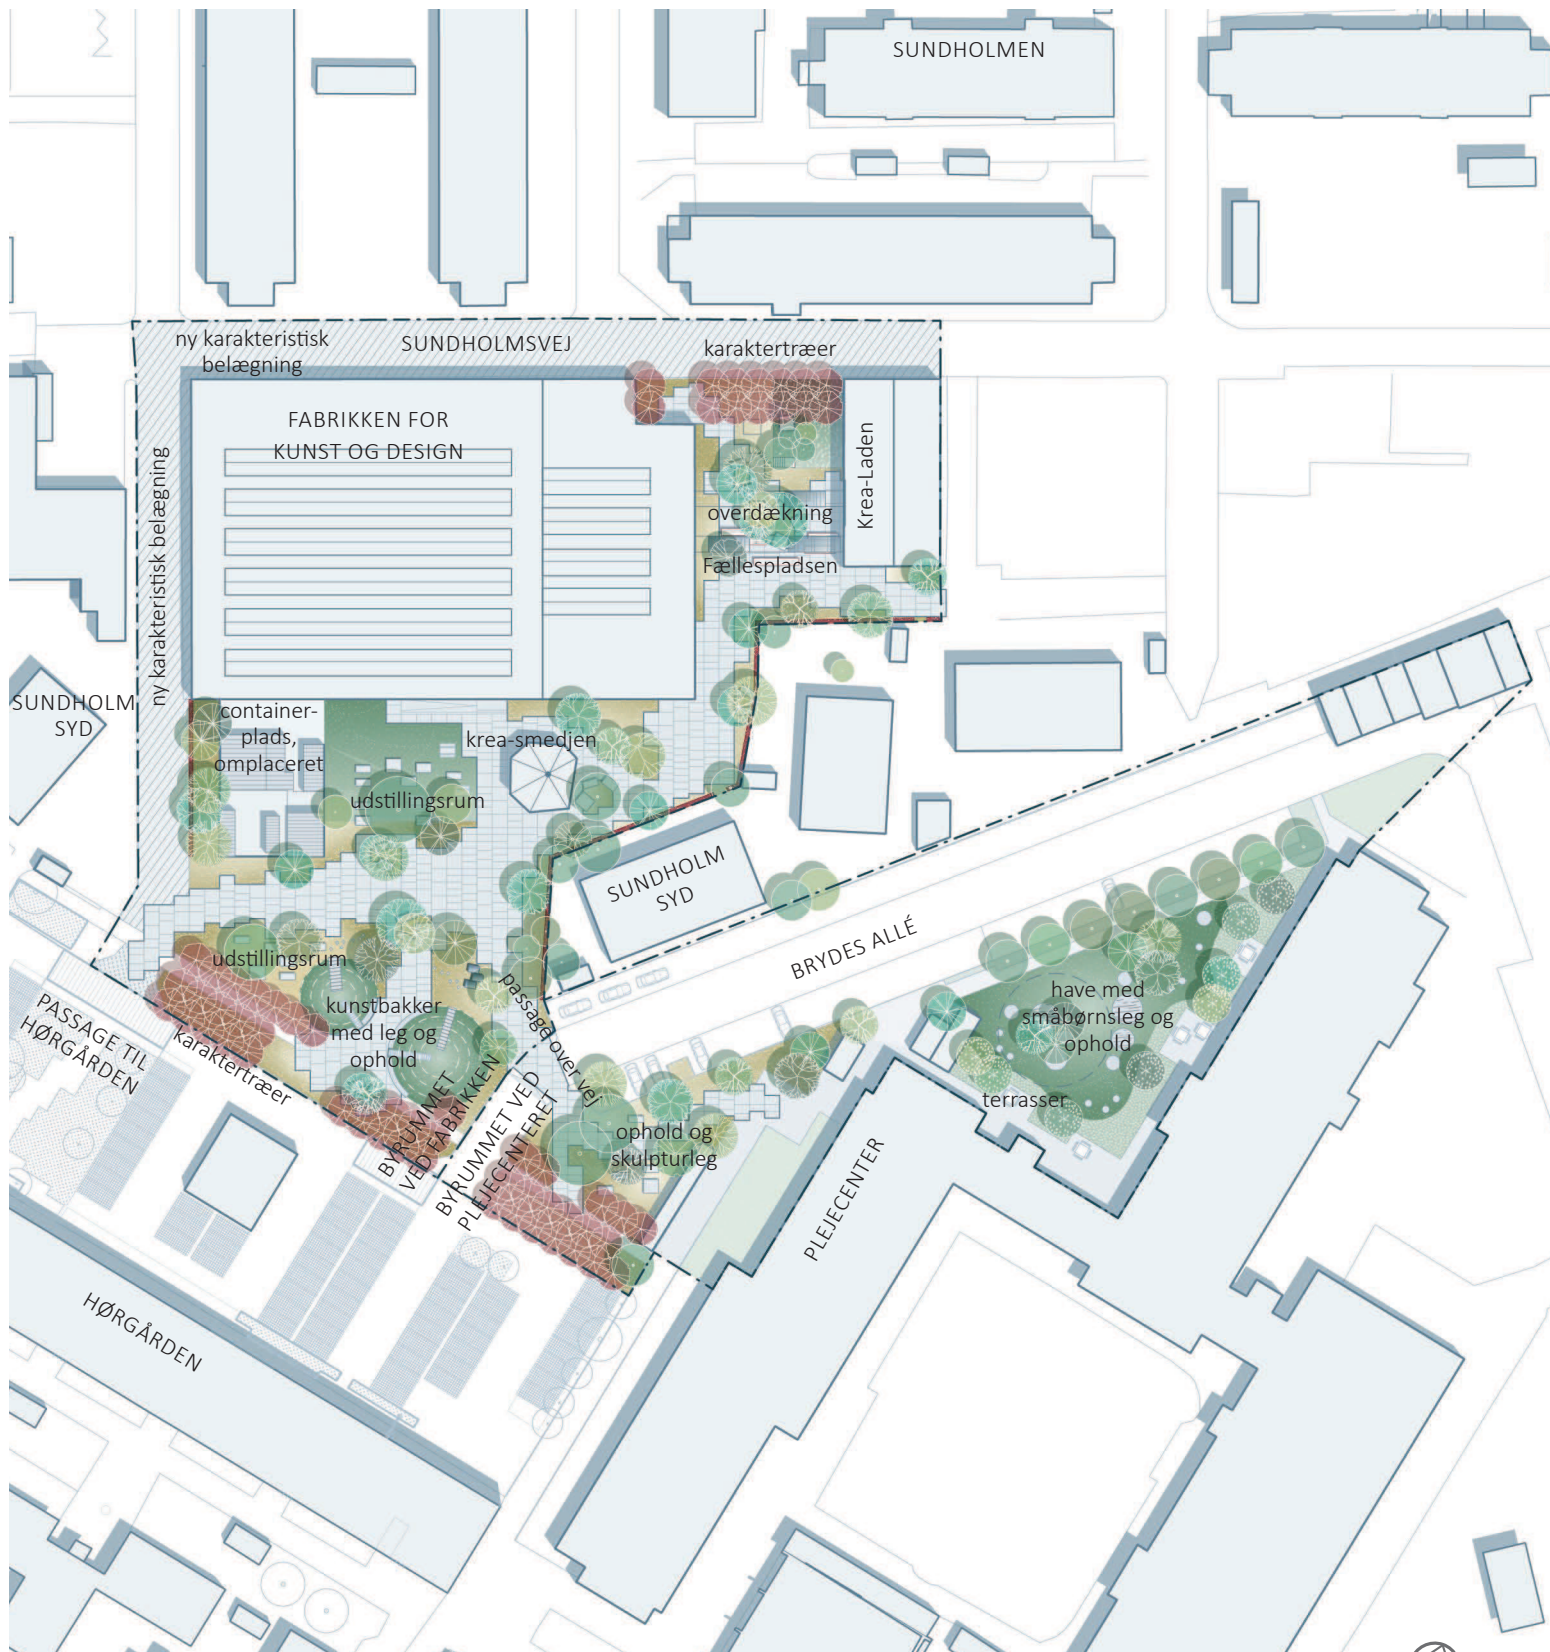 SUNDHOLMEN
ny karakteristisk
belægning
SUNDHOLMSVEJ
karaktertræer
FABRIKKEN FOR
KUNST OG DESIGN
Krea-Laden
ny karakteristisk belægning
overdækning
Fællespladsen
SUNDHOLM
SYD
container-
plads,
omplaceret
krea-smedjen
udstillingsrum
SUNDHOLM
SYD
BRYDES ALLÉ
udstillingsrum
kunstbakker
med leg og
ophold
passage over vej
have med
småbørnsleg og
ophold
PASSAGE TIL
HØRGÅRDEN
karaktertræer
BYRUMMET
VED FABRIKKEN
BYRUMMET VED
PLEJECENTERET
ophold og
skulpturleg
terrasser
PLEJECENTER
HØRGÅRDEN